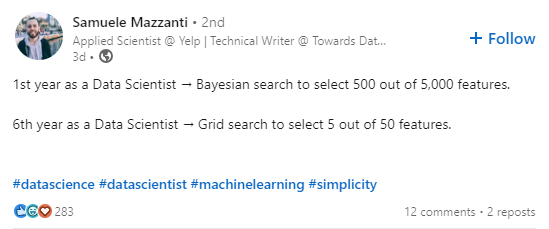 Samuele Mazzanti • 2nd
Applied Scientist @ Yelp | Technical Writer @ Towards Dat...
3d •
+ Follow
1st year as a Data Scientist → Bayesian search to select 500 out of 5,000 features.
6th year as a Data Scientist → Grid search to select 5 out of 50 features.
#datascience #datascientist #machinelearning #simplicity
283
12 comments • 2 reposts